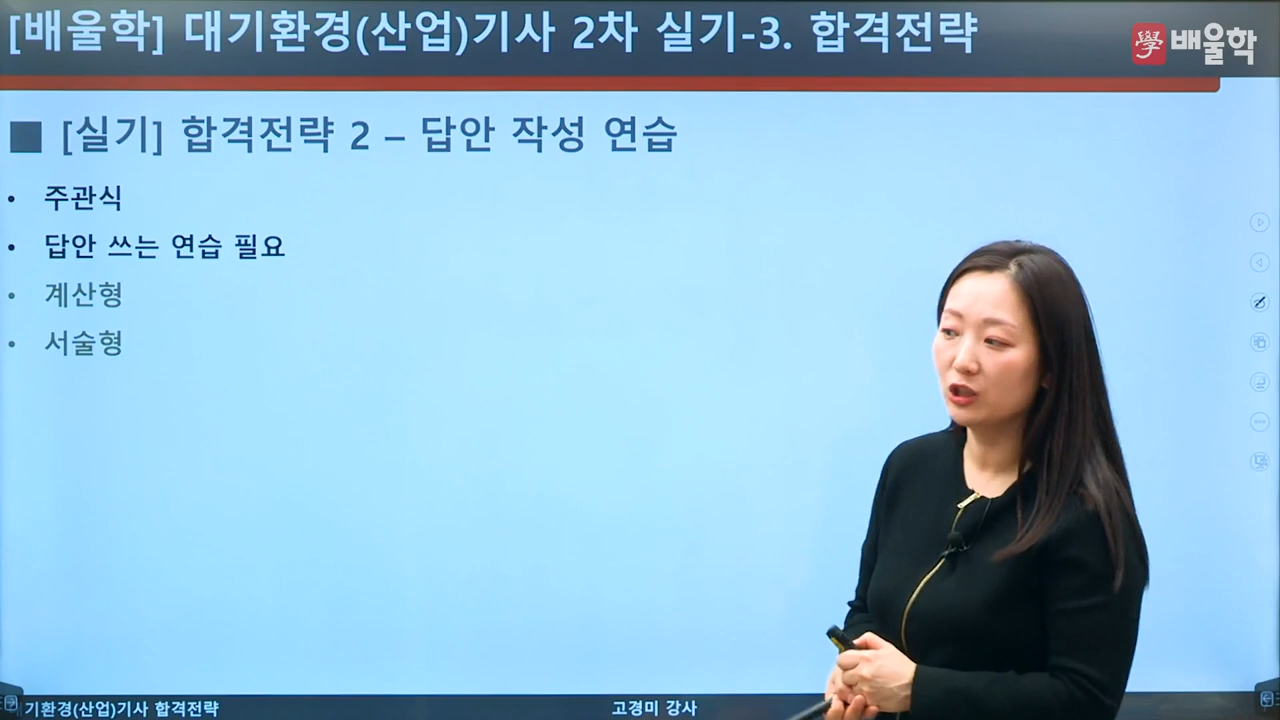 [배울학] 대기환경(산업)기사 2차 실기-3. 합격전략
學 배울학
■ [실기] 합격전략 2 – 답안 작성 연습
• 주관식
• 답안 쓰는 연습 필요
• 계산형
• 서술형
기환경(산업)기사 합격전략
고경미 강사